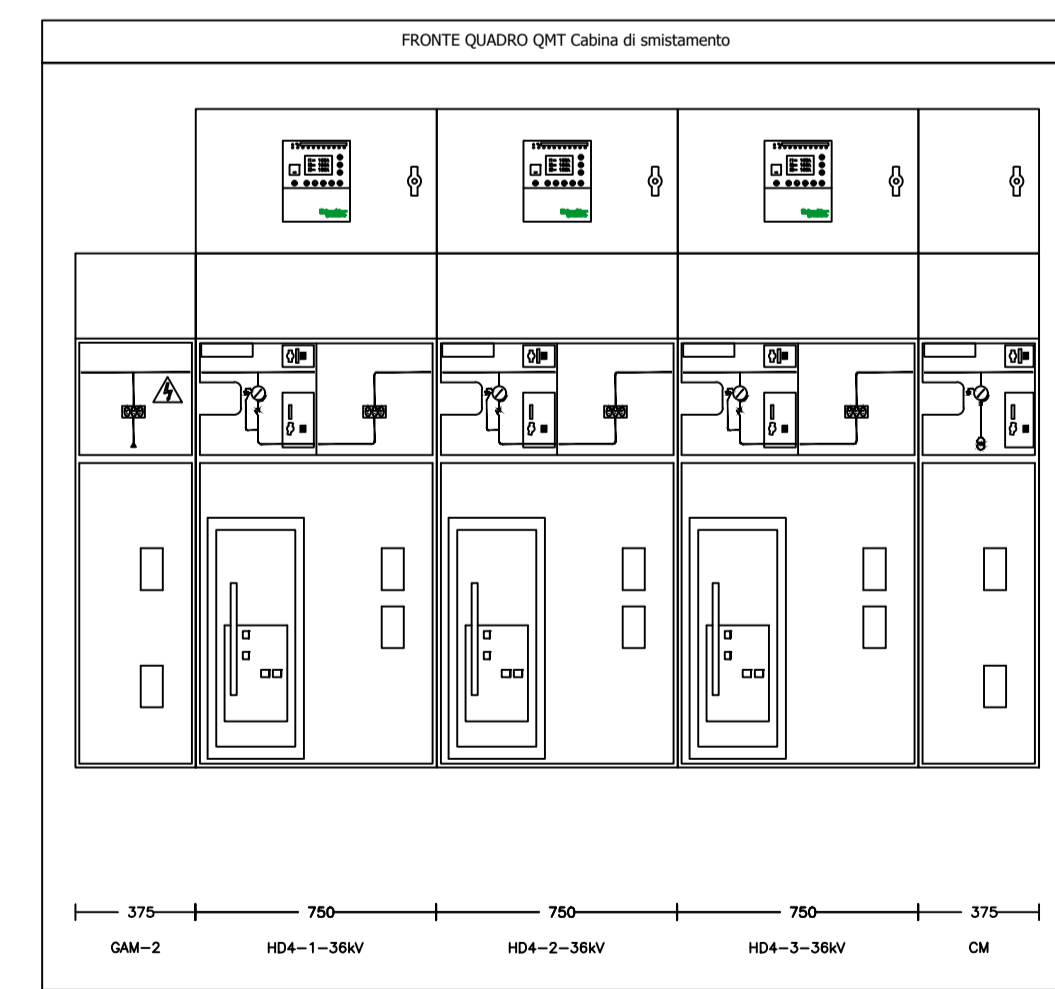 FRONTE QUADRO QMT Cabina di smistamento
375 750 750 750 375
GAM-2 HD4-1-36kV HD4-2-36kV HD4-3-36kV CM